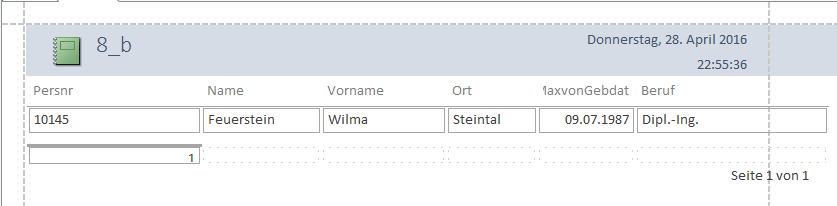 8_b
Donnerstag, 28. April 2016
22:55:36
Persnr Name Vorname Ort axvonGebdat Beruf
10145 Feuerstein Wilma Steintal 09.07.1987 Dipl.-Ing.
1
Seite 1 von 1